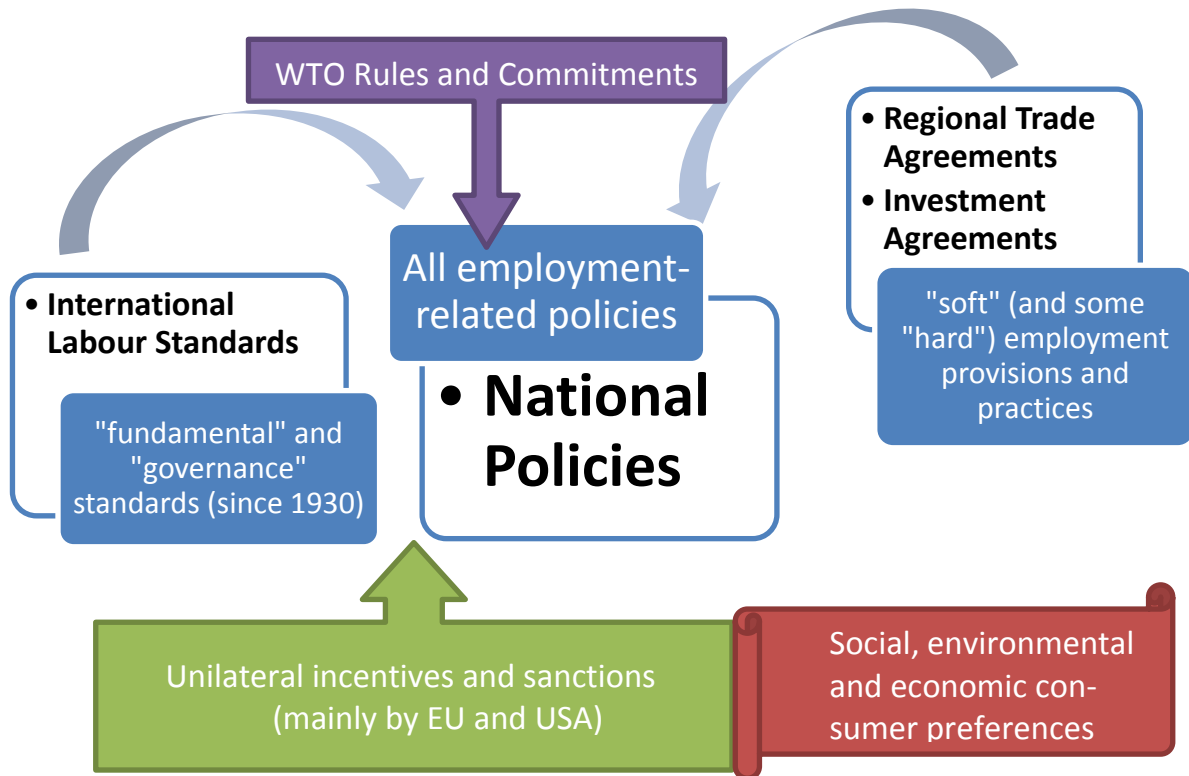 WTO Rules and Commitments
• Regional Trade
Agreements
• Investment
Agreements
"soft" (and some
"hard") employment
provisions and
practices
All employment-
related policies
• National
Policies
• International
Labour Standards
"fundamental" and
"governance"
standards (since 1930)
Unilateral incentives and sanctions
(mainly by EU and USA)
Social, environmental
and economic con-
sumer preferences